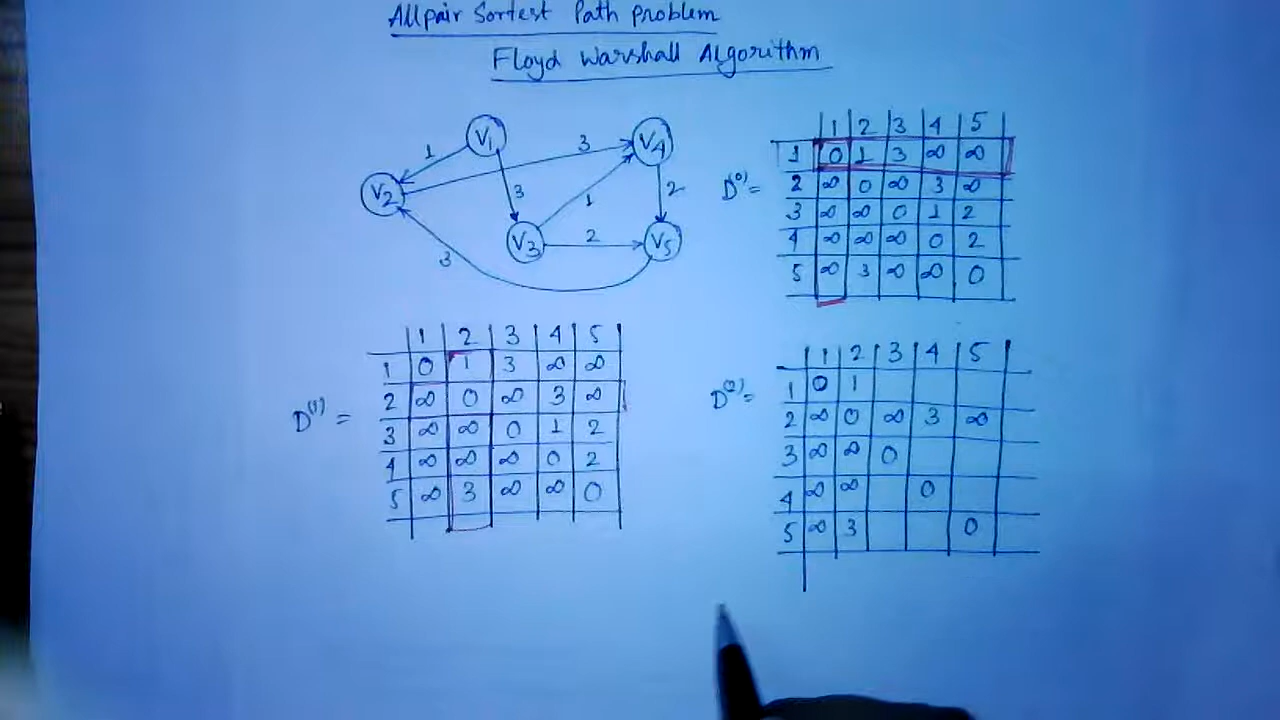 Allpair Sortest Path problem
Floyd Warshall Algorithm
V1
V2
V3
V4
V5
1
3
3
1
2
2
3
D(0) =
1 2 3 4 5
1 0 1 3 ∞ ∞
2 ∞ 0 ∞ 3 ∞
3 ∞ ∞ 0 1 2
4 ∞ ∞ ∞ 0 2
5 ∞ 3 ∞ ∞ 0
D(1) =
1 2 3 4 5
1 0 1 3 ∞ ∞
2 ∞ 0 ∞ 3 ∞
3 ∞ ∞ 0 1 2
4 ∞ ∞ ∞ 0 2
5 ∞ 3 ∞ ∞ 0
D(2) =
1 2 3 4 5
1 0 1
2 ∞ 0 ∞ 3 ∞
3 ∞ ∞ 0
4 ∞ ∞ 0
5 ∞ 3 0